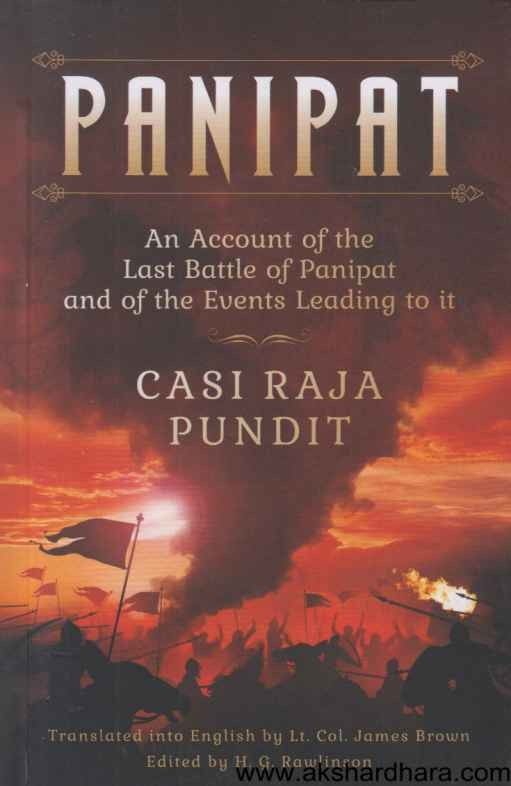 PANIPAT
An Account of the
Last Battle of Panipat
and of the Events Leading to it
CASI RAJA
PUNDIT
Translated into English by Lt. Col. James Brown
Edited by H. G. Rawlinson
www.akshardhara.com